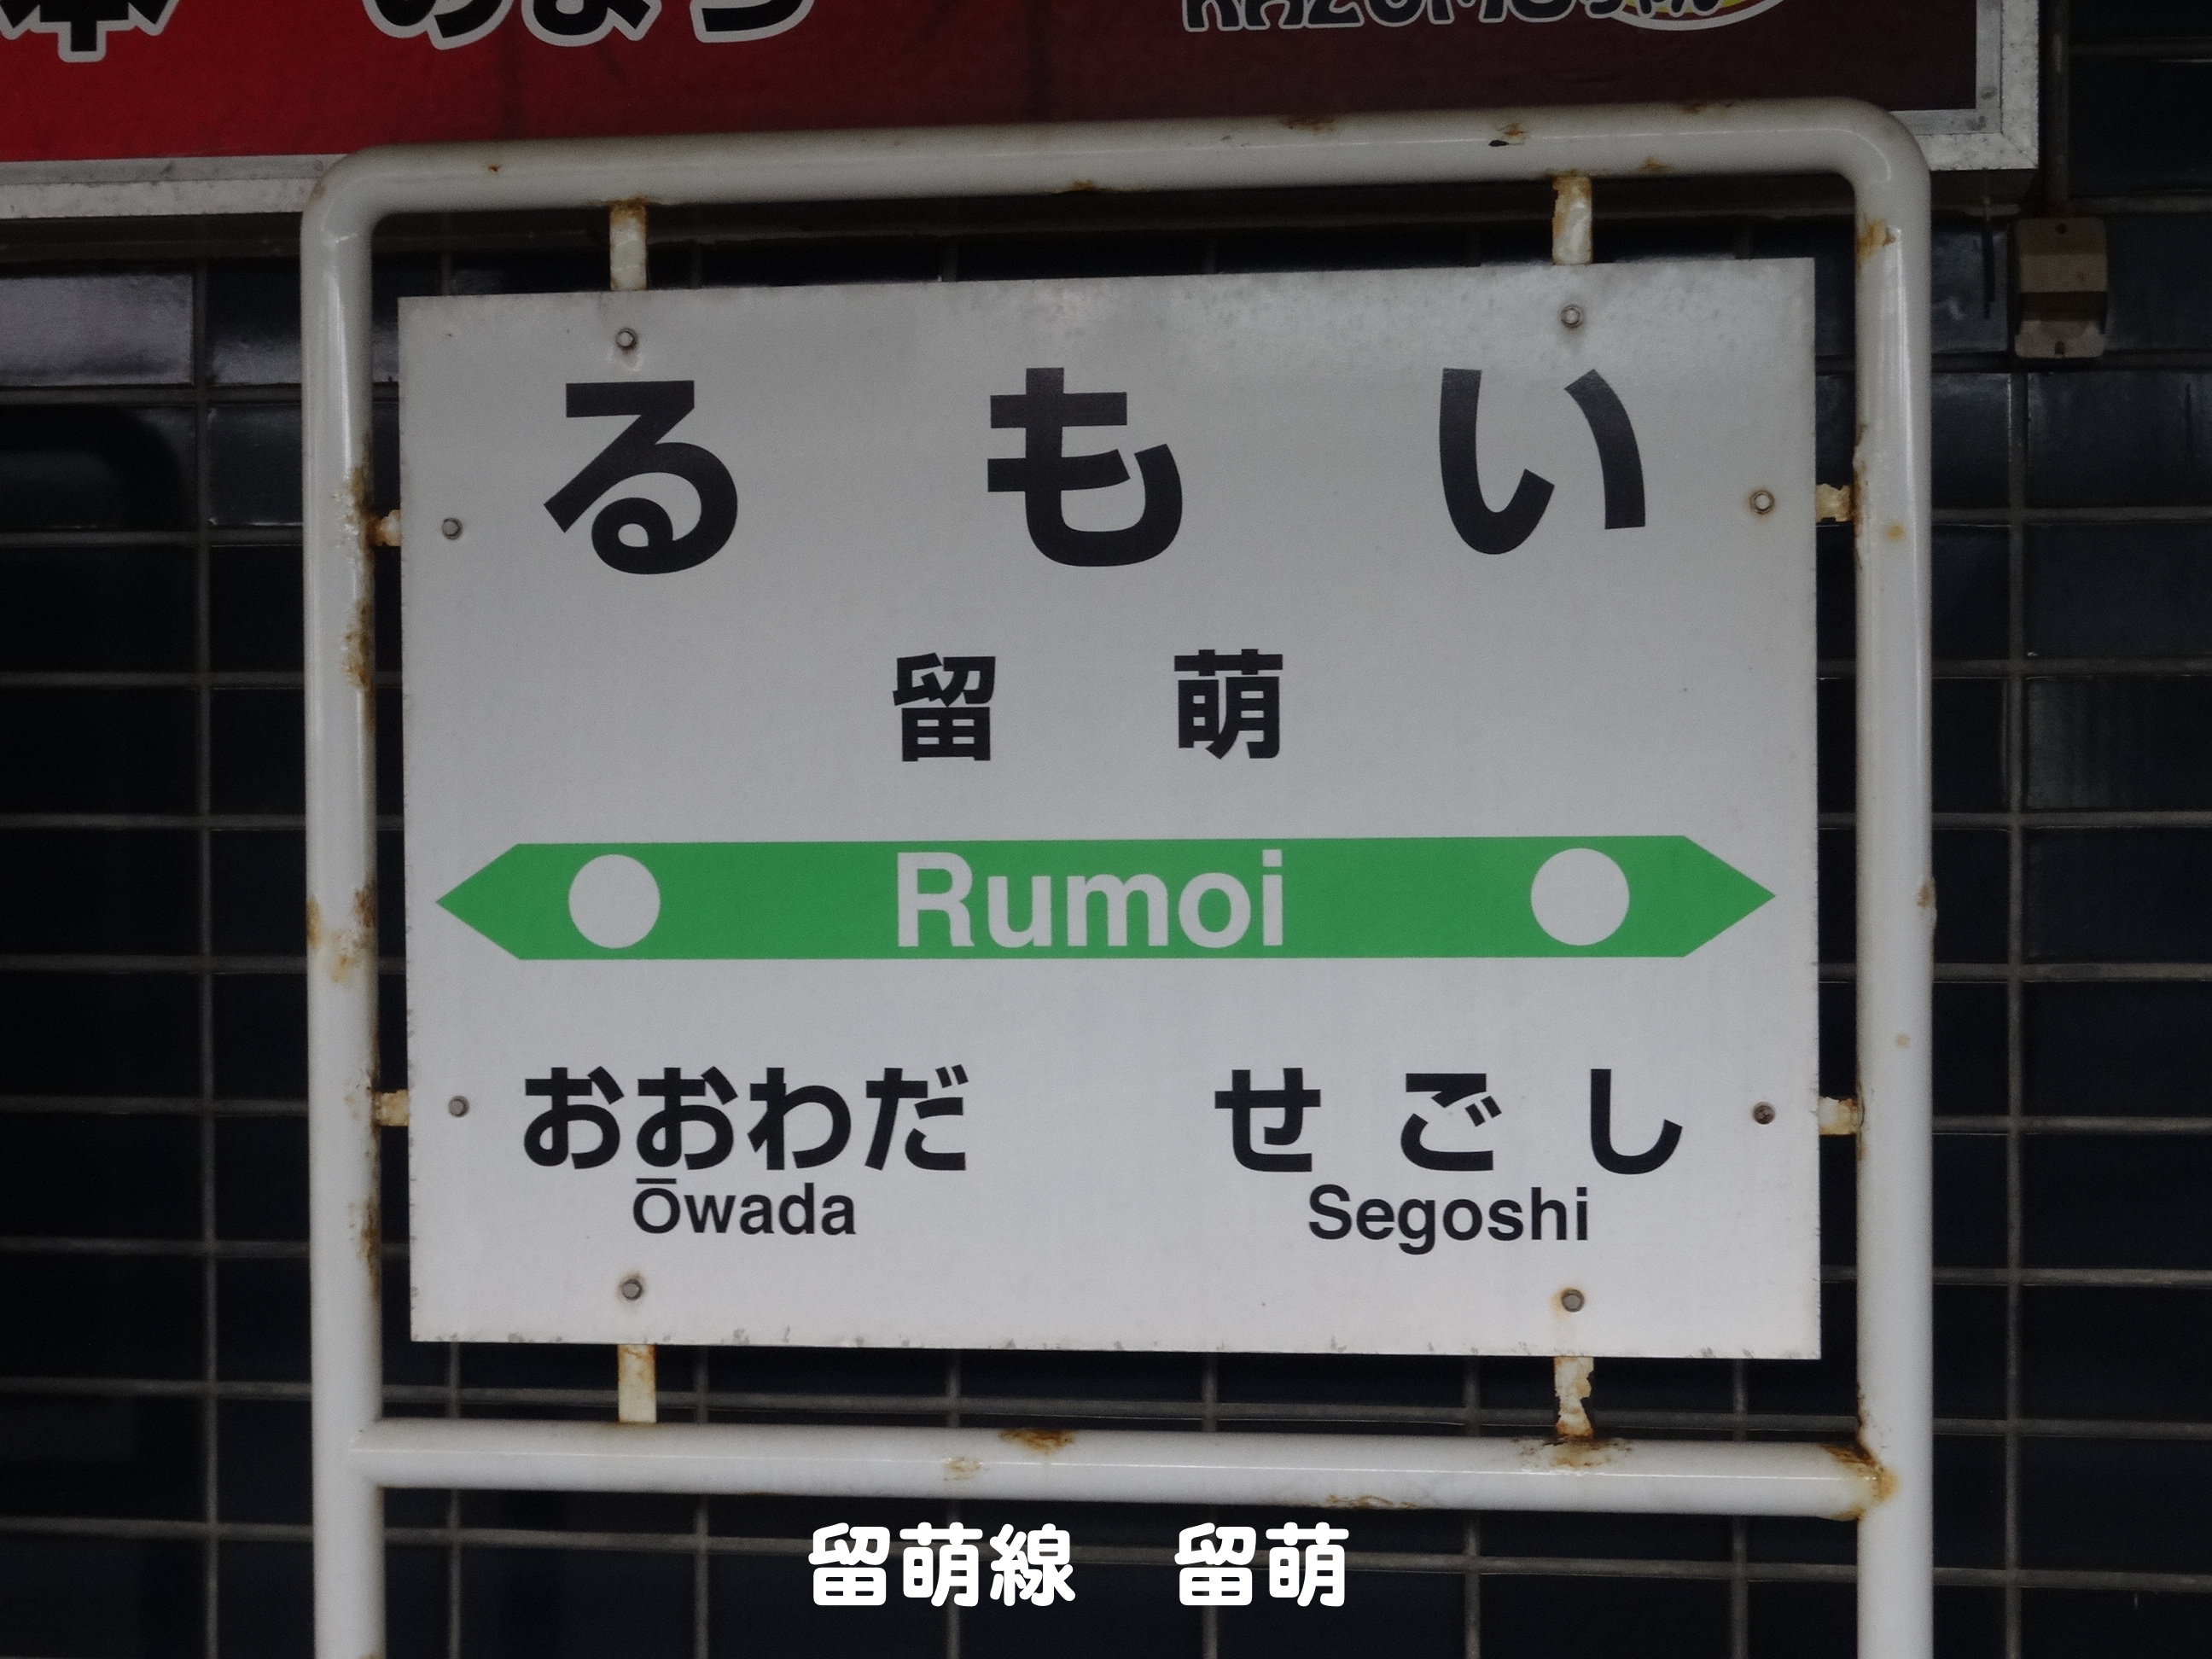 るもい
留萌
Rumoi
おおわだ せごし
Ōwada Segoshi
留萌線 留萌